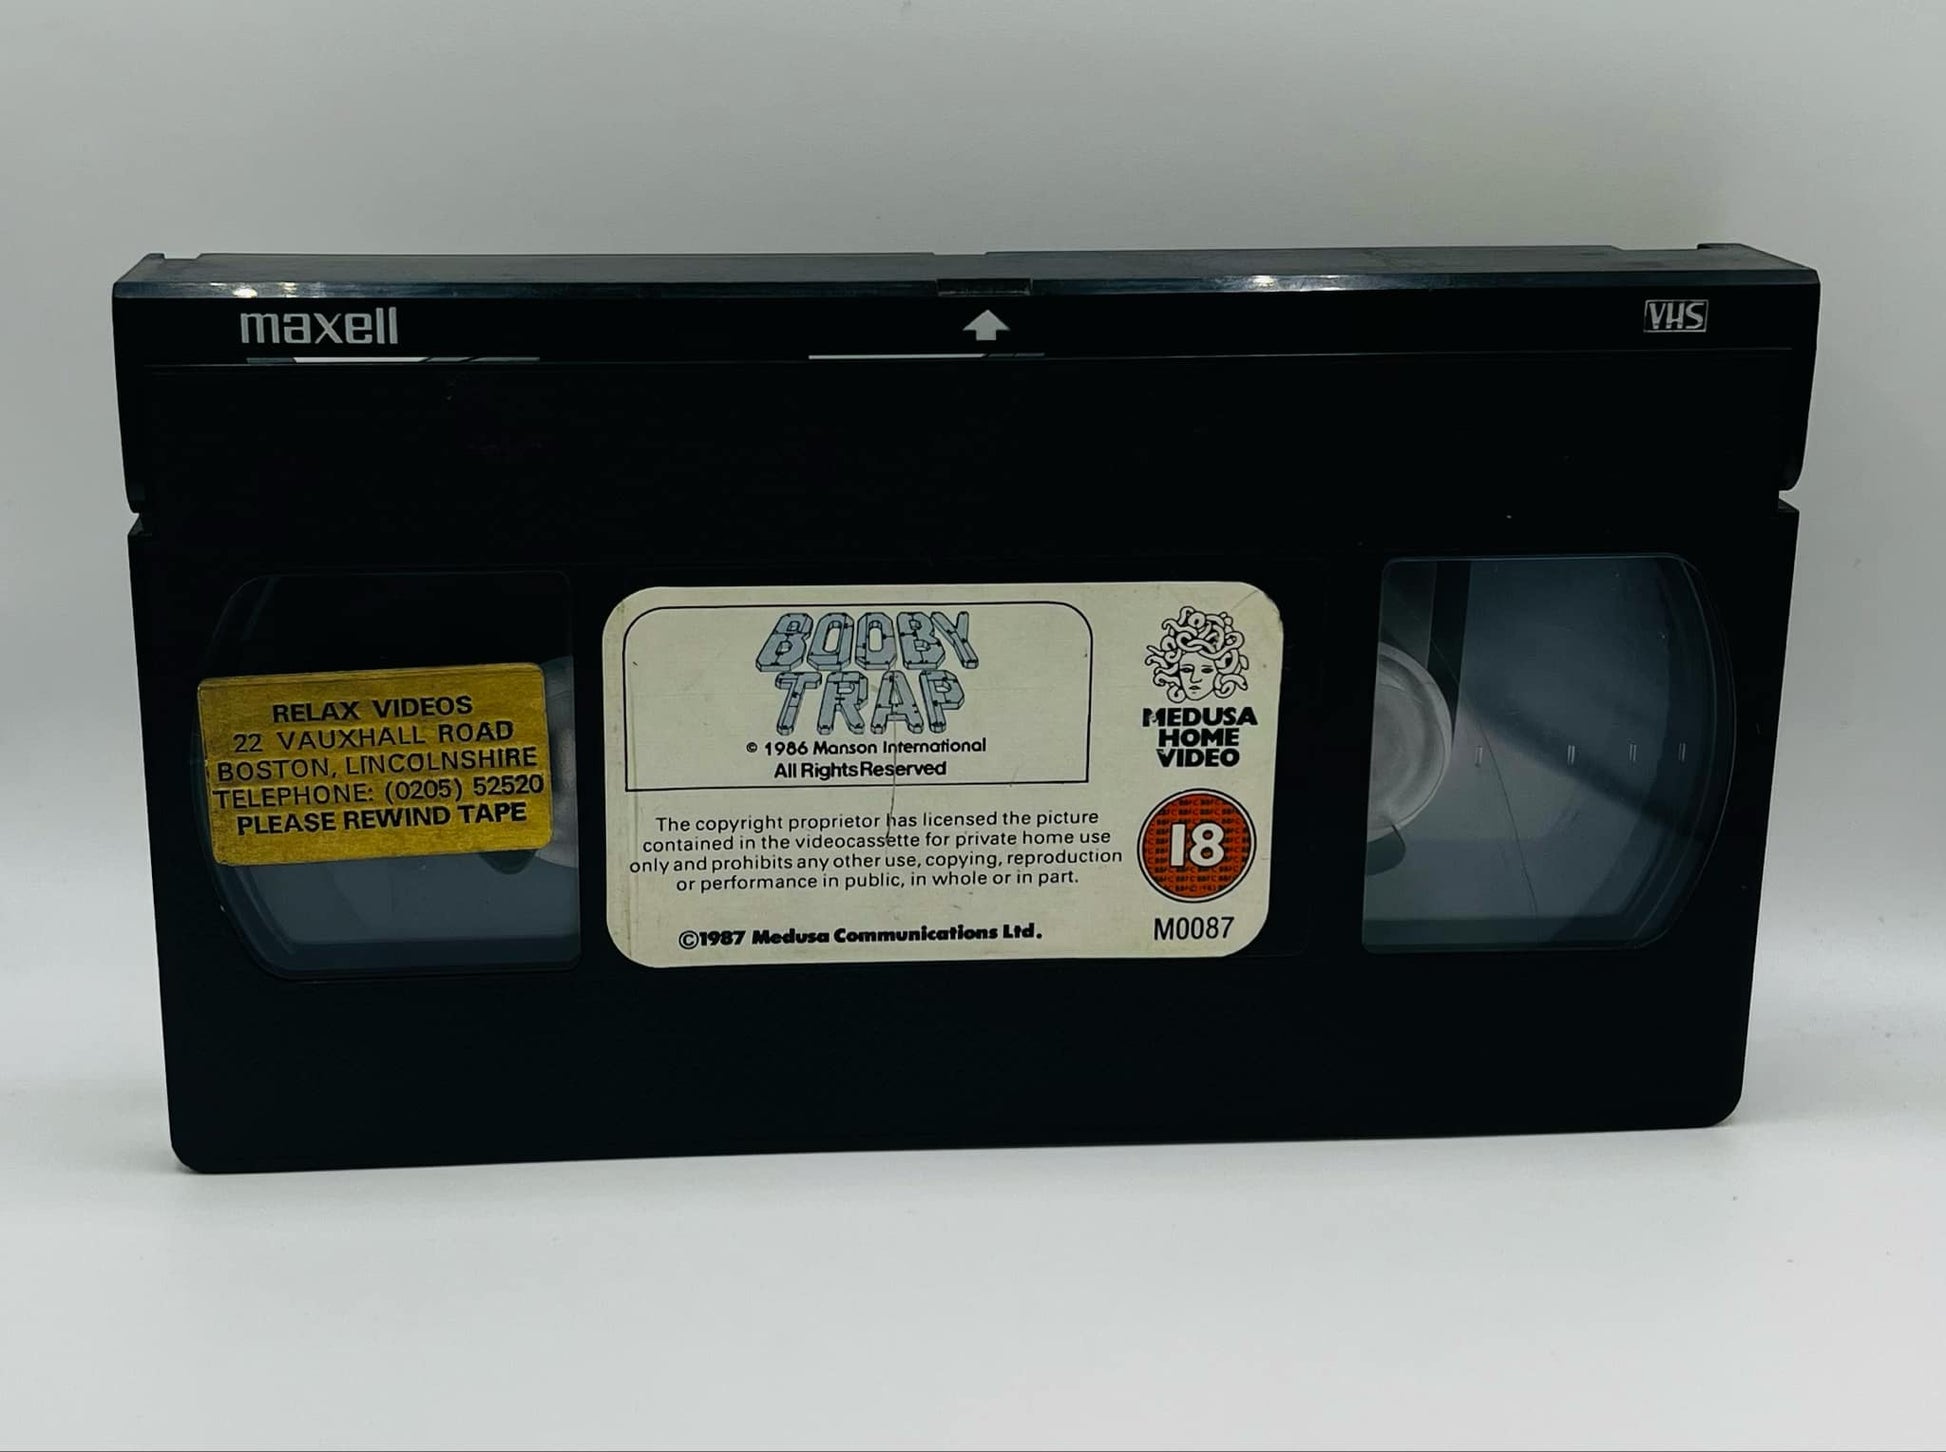 maxell
VHS
RELAX VIDEOS
22 VAUXHALL ROAD
BOSTON, LINCOLNSHIRE
TELEPHONE: (0205) 52520
PLEASE REWIND TAPE
BOOBY
TRAP
© 1986 Manson International
All Rights Reserved
The copyright proprietor has licensed the picture
contained in the videocassette for private home use
only and prohibits any other use, copying, reproduction
or performance in public, in whole or in part.
©1987 Medusa Communications Ltd.
MEDUSA
HOME
VIDEO
18
M0087